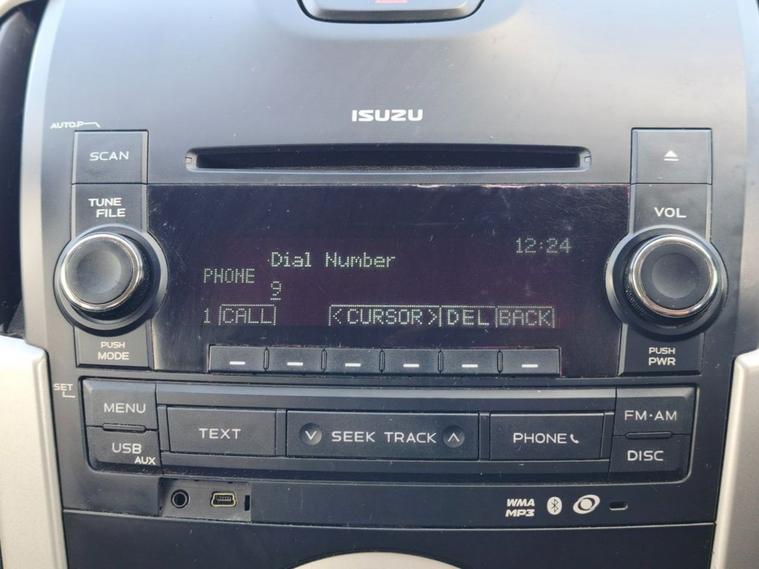 ISUZU
AUTO.P
SCAN
TUNE
FILE
VOL
12:24
Dial Number
PHONE
9
1 CALL <CURSOR> DEL BACK
PUSH
MODE
PUSH
PWR
SET
MENU
TEXT
SEEK TRACK
PHONE
FM·AM
USB
AUX
DISC
WMA
MP3